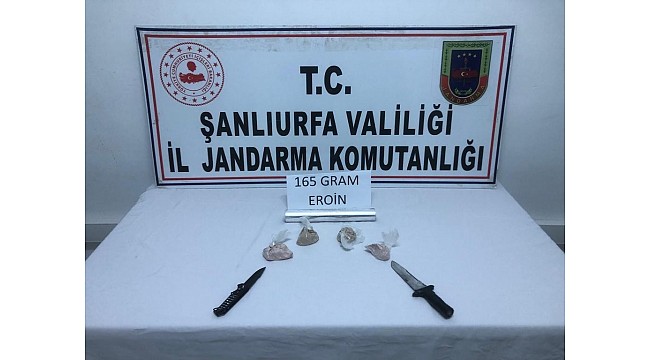 T.C.
ŞANLIURFA VALİLİĞİ
İL JANDARMA KOMUTANLIĞI
165 GRAM
EROİN